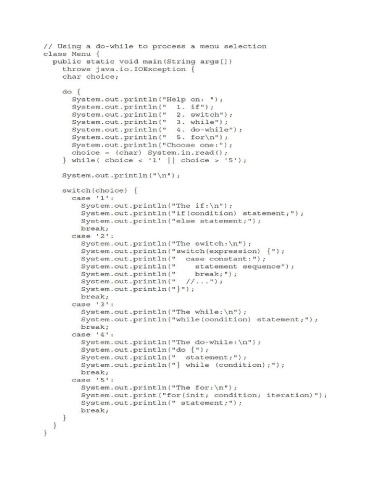 // Using a do-while to process a menu selection
class Menu {
  public static void main(String args[])
    throws java.io.IOException {
    char choice;

    do {
      System.out.println("Help on: ");
      System.out.println("  1. if");
      System.out.println("  2. switch");
      System.out.println("  3. while");
      System.out.println("  4. do-while");
      System.out.println("  5. for\n");
      System.out.println("Choose one:");
      choice = (char) System.in.read();
    } while( choice < '1' || choice > '5');

    System.out.println("\n");

    switch(choice) {
      case '1':
        System.out.println("The if:\n");
        System.out.println("if(condition) statement;");
        System.out.println("else statement;");
        break;
      case '2':
        System.out.println("The switch:\n");
        System.out.println("switch(expression) {");
        System.out.println("  case constant:");
        System.out.println("    statement sequence");
        System.out.println("    break;");
        System.out.println("  //...");
        System.out.println("}");
        break;
      case '3':
        System.out.println("The while:\n");
        System.out.println("while(condition) statement;");
        break;
      case '4':
        System.out.println("The do-while:\n");
        System.out.println("do {");
        System.out.println("  statement;");
        System.out.println("} while (condition);");
        break;
      case '5':
        System.out.println("The for:\n");
        System.out.print("for(init; condition; iteration)");
        System.out.println(" statement;");
        break;
    }
  }
}